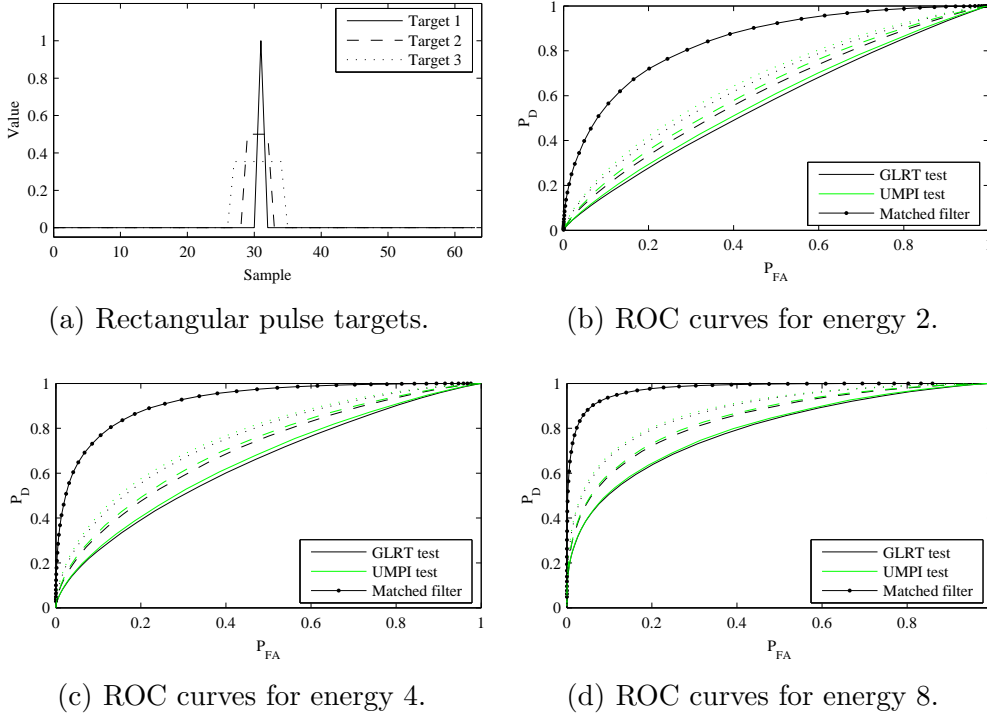 1
0.8
0.6
0.4
0.2
0
Value
0 10 20 30 40 50 60
Sample
Target 1
Target 2
Target 3
(a) Rectangular pulse targets.
1
0.8
0.6
0.4
0.2
0
P_D
0 0.2 0.4 0.6 0.8 1
P_FA
GLRT test
UMPI test
Matched filter
(b) ROC curves for energy 2.
1
0.8
0.6
0.4
0.2
0
P_D
0 0.2 0.4 0.6 0.8 1
P_FA
GLRT test
UMPI test
Matched filter
(c) ROC curves for energy 4.
1
0.8
0.6
0.4
0.2
0
P_D
0 0.2 0.4 0.6 0.8
P_FA
GLRT test
UMPI test
Matched filter
(d) ROC curves for energy 8.